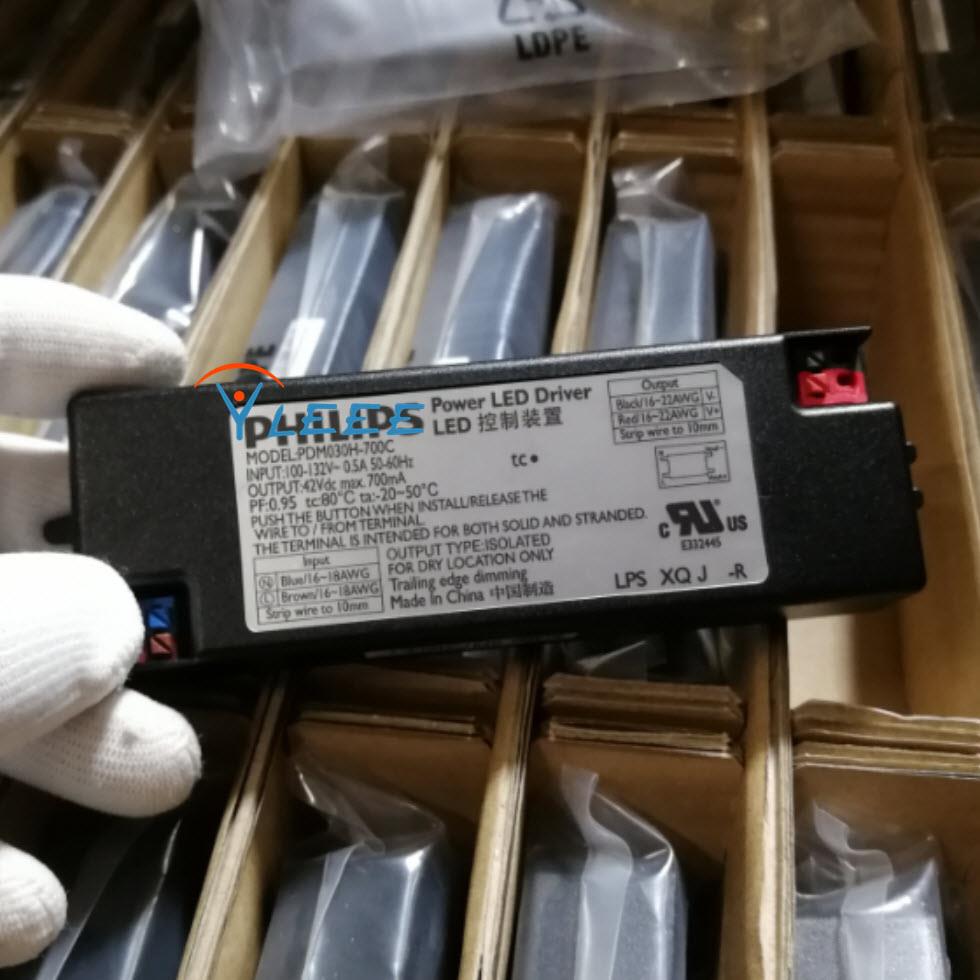 LDPE
YLEEE
PHILIPS
Power LED Driver
LED 控制装置
MODEL:PDM030H-700C
INPUT:100-132V~ 0.5A 50-60Hz
OUTPUT:42Vdc max. 700mA
PF:0.95 tc:80°C ta:-20~50°C
PUSH THE BUTTON WHEN INSTALL/RELEASE THE
WIRE TO / FROM TERMINAL.
THE TERMINAL IS INTENDED FOR BOTH SOLID AND STRANDED.
Input
N Blue/16~18AWG
L Brown/16~18AWG
Strip wire to 10mm
OUTPUT TYPE:ISOLATED
FOR DRY LOCATION ONLY
Trailing edge dimming
Made In China 中国制造
tc•
Output
Black/16~22AWG V-
Red/16~22AWG V+
Strip wire to 10mm
C RU US
E332445
LPS XQ J -R